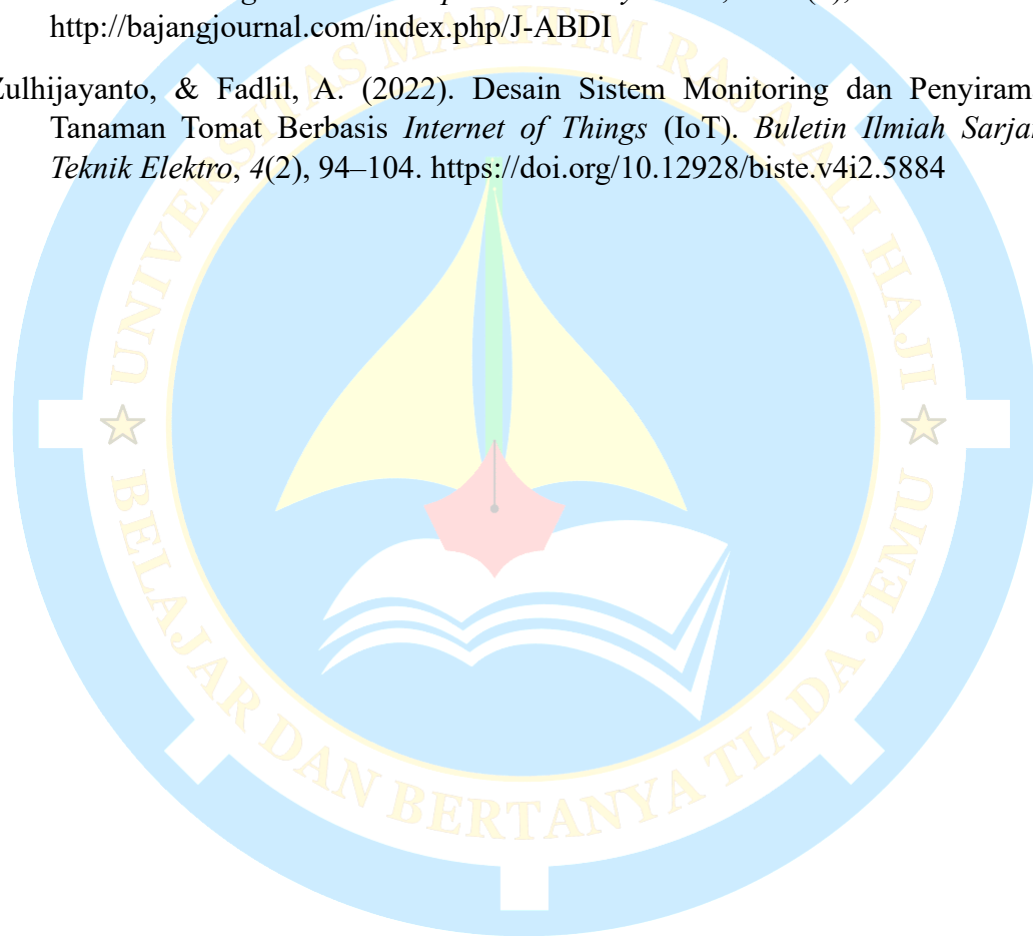 http://bajangjournal.com/index.php/J-ABDI
Zulhijayanto, & Fadlil, A. (2022). Desain Sistem Monitoring dan Penyiram
Tanaman Tomat Berbasis Internet of Things (IoT). Buletin Ilmiah Sarja
Teknik Elektro, 4(2), 94–104. https://doi.org/10.12928/biste.v4i2.5884
UNIVERSITAS MARITIM RAJA ALI HAJI
BELAJAR DAN BERTANYA TIADA JEMU